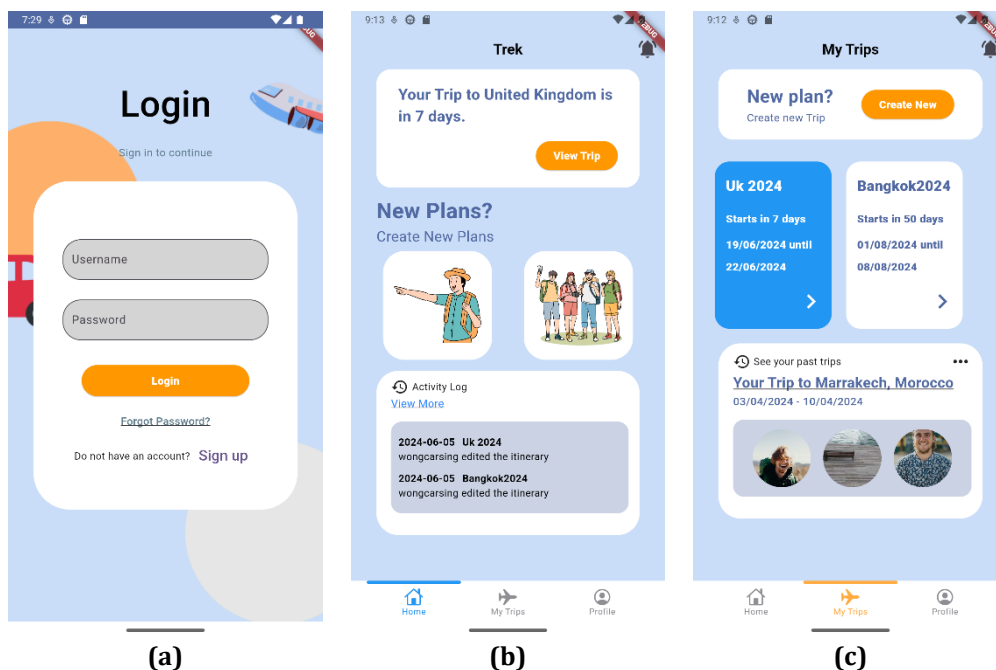 7:29
Login
Sign in to continue
Username
Password
Login
Forgot Password?
Do not have an account? Sign up
(a)
9:13
Trek
Your Trip to United Kingdom is
in 7 days.
View Trip
New Plans?
Create New Plans
Activity Log
View More
2024-06-05 Uk 2024
wongcarsing edited the itinerary
2024-06-05 Bangkok2024
wongcarsing edited the itinerary
Home
My Trips
Profile
(b)
9:12
My Trips
New plan?
Create new Trip
Create New
Uk 2024
Starts in 7 days
19/06/2024 until
22/06/2024
Bangkok2024
Starts in 50 days
01/08/2024 until
08/08/2024
See your past trips
Your Trip to Marrakech, Morocco
03/04/2024 - 10/04/2024
Home
My Trips
Profile
(c)